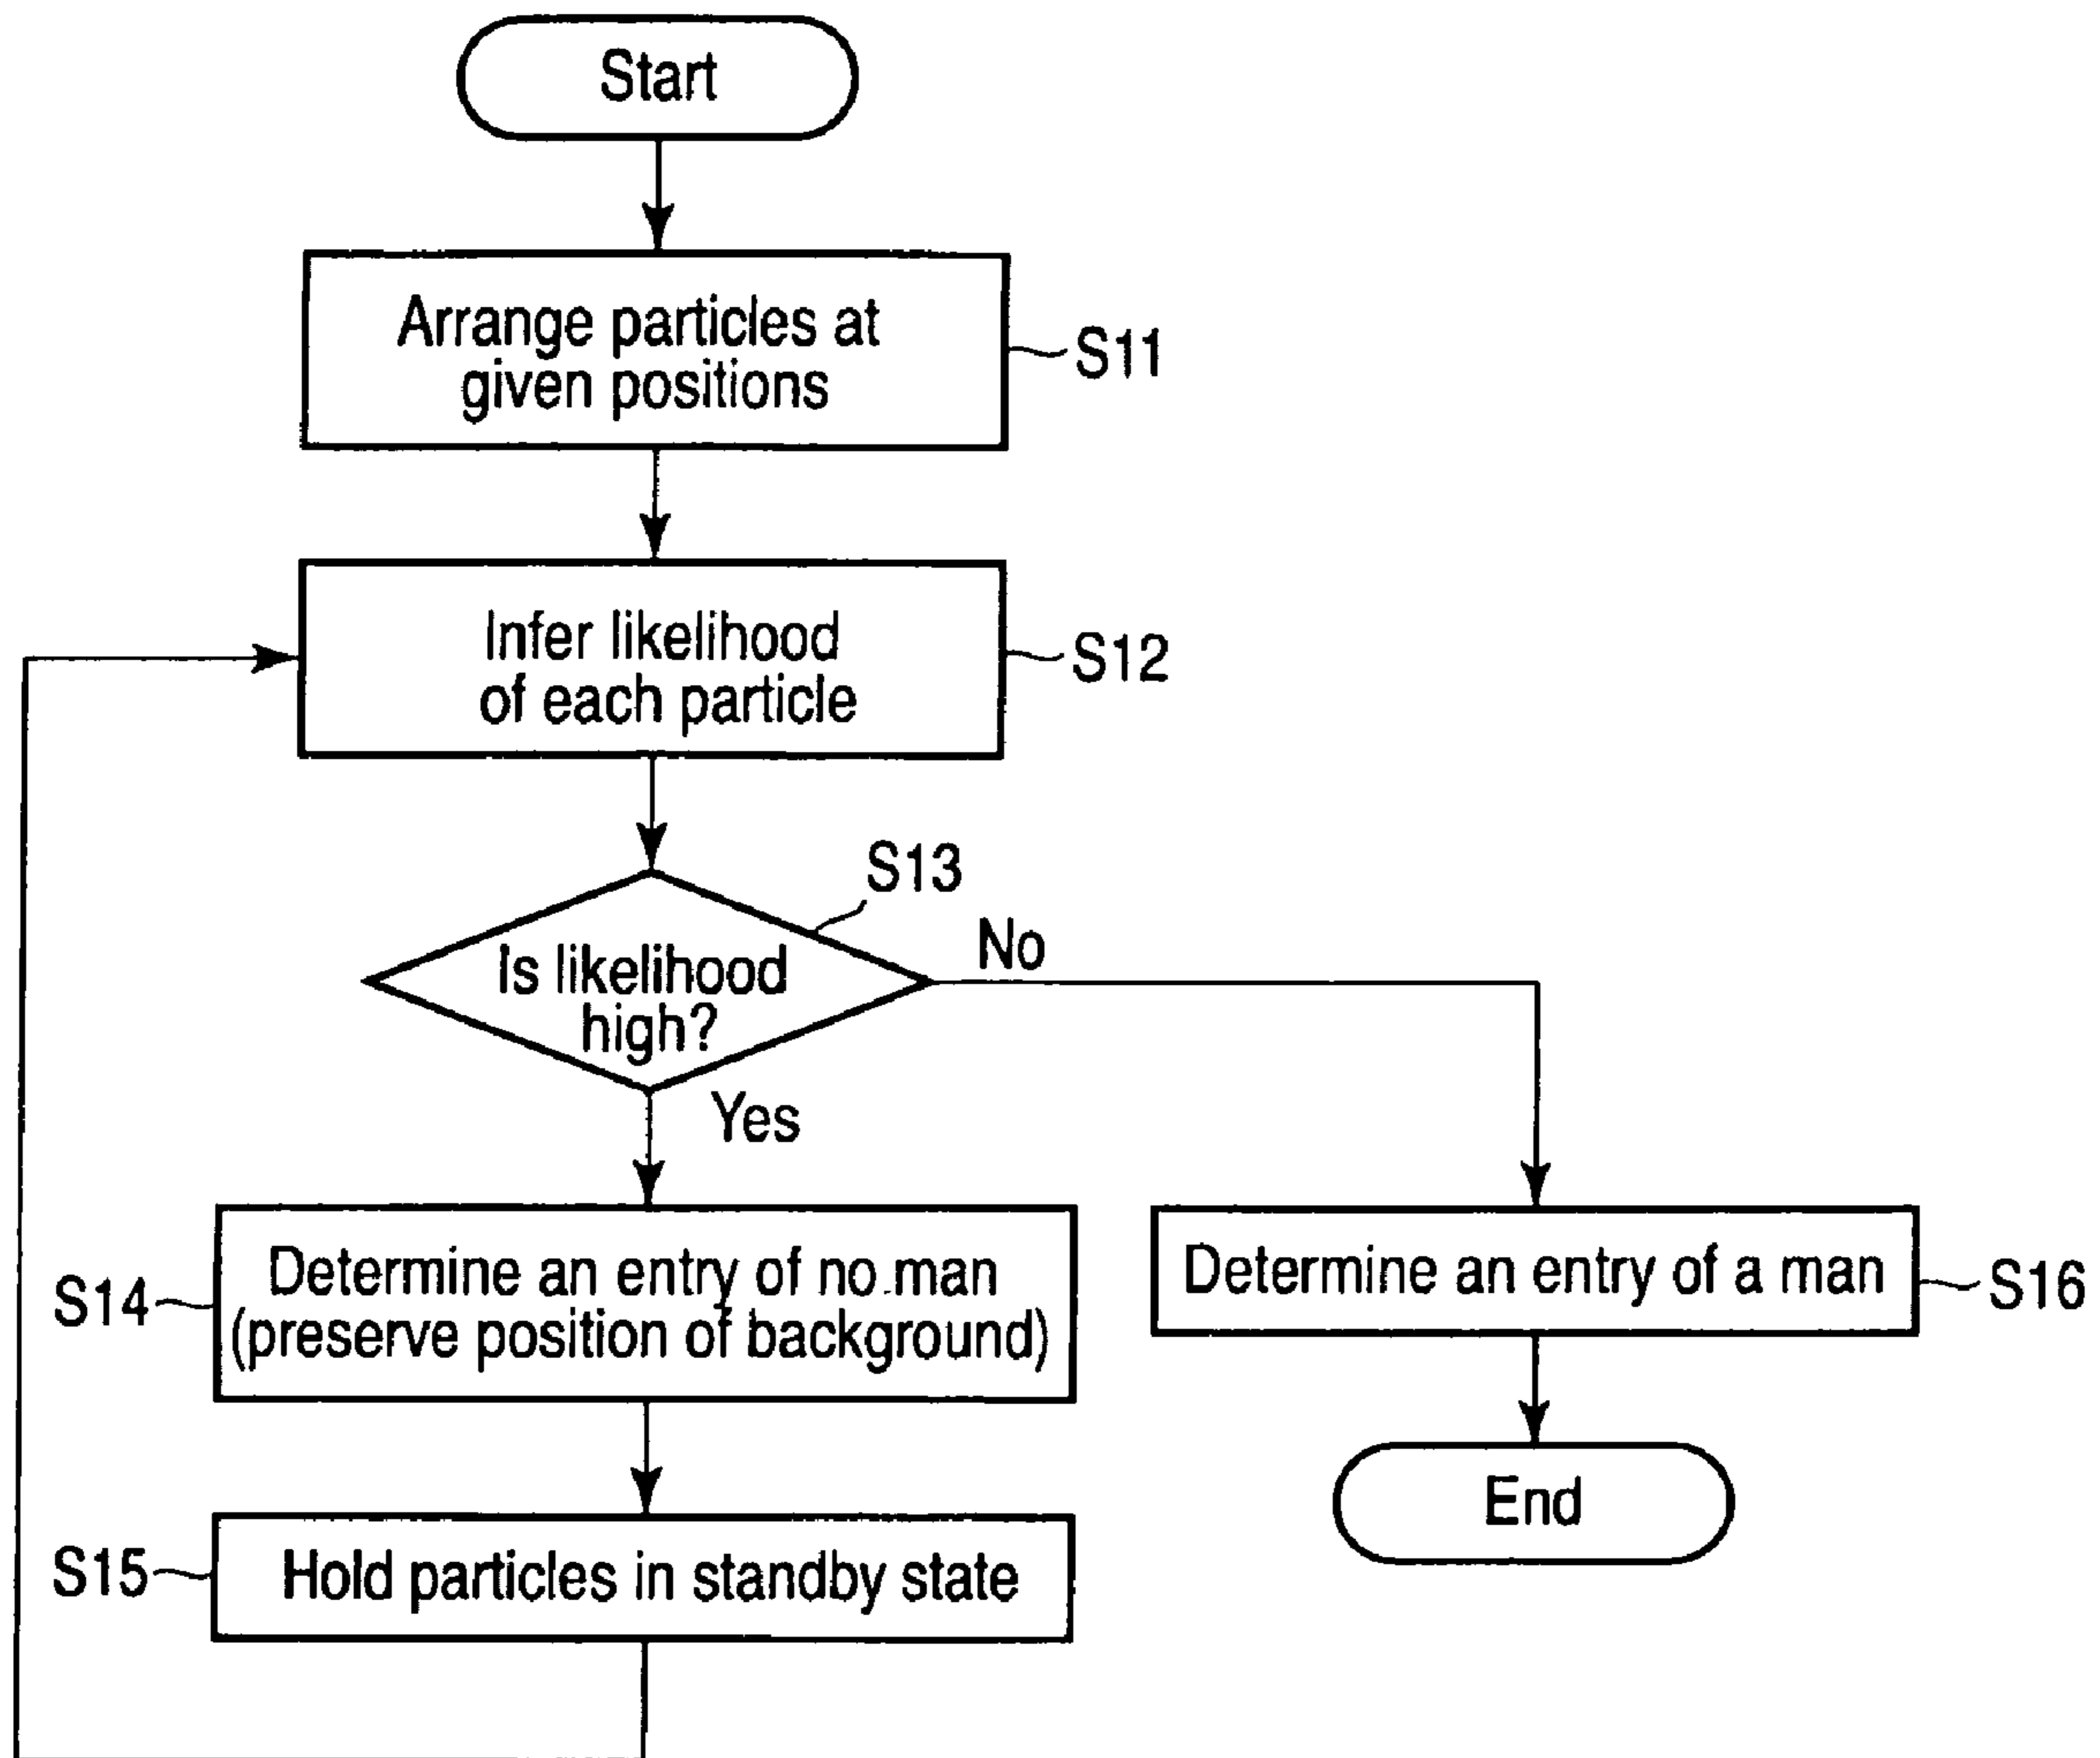 Start
Arrange particles at
given positions
S11
Infer likelihood
of each particle
S12
S13
Is likelihood
high?
No
Yes
S14
Determine an entry of no man
(preserve position of background)
Determine an entry of a man
S16
S15
Hold particles in standby state
End